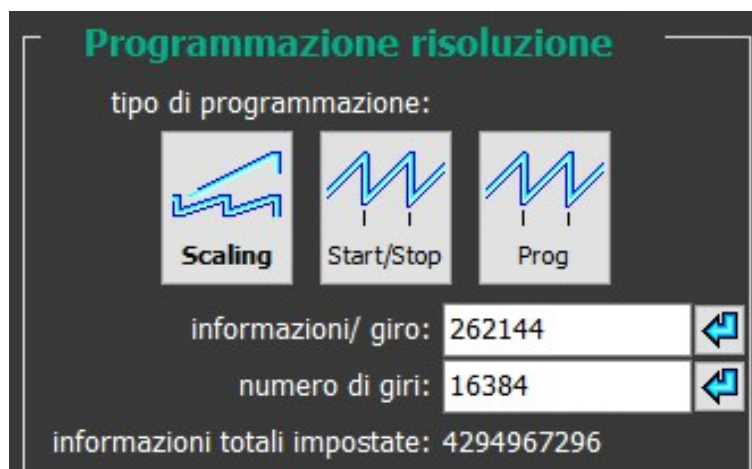 Programmazione risoluzione
tipo di programmazione:
Scaling Start/Stop Prog
informazioni/ giro: 262144
numero di giri: 16384
informazioni totali impostate: 4294967296